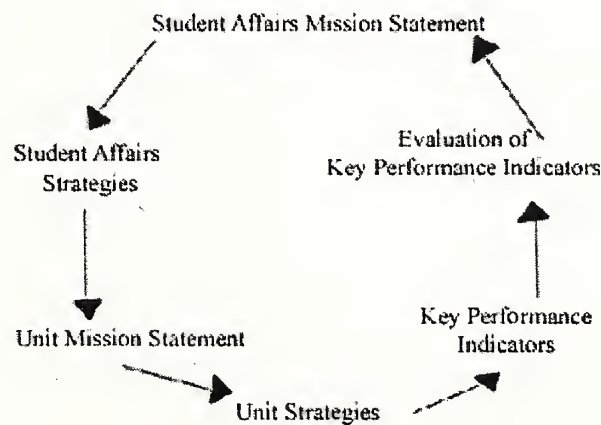 Student Affairs Mission Statement
Student Affairs
Strategies
Evaluation of
Key Performance Indicators
Unit Mission Statement
Key Performance
Indicators
Unit Strategies